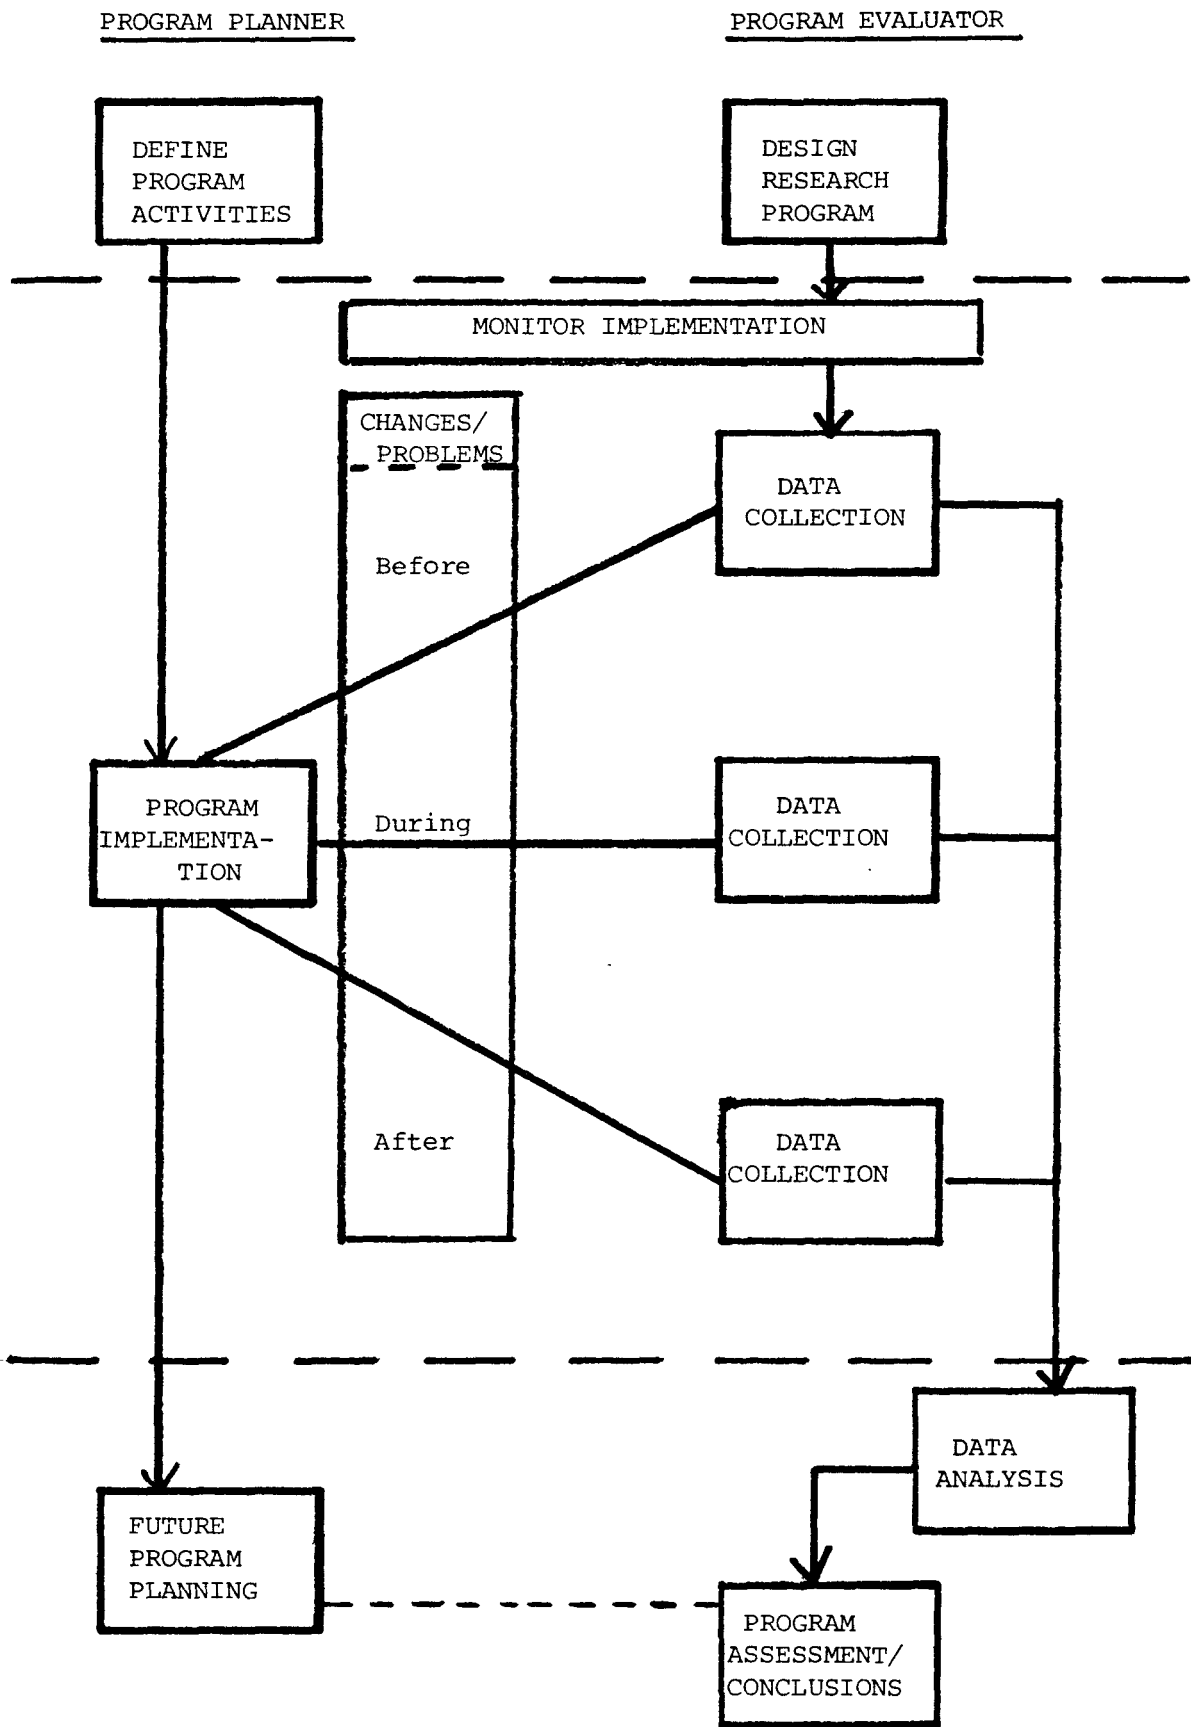 PROGRAM PLANNER
PROGRAM EVALUATOR
DEFINE
PROGRAM
ACTIVITIES
DESIGN
RESEARCH
PROGRAM
MONITOR IMPLEMENTATION
CHANGES/
PROBLEMS
Before
DATA
COLLECTION
PROGRAM
IMPLEMENTA-
TION
During
DATA
COLLECTION
After
DATA
COLLECTION
DATA
ANALYSIS
FUTURE
PROGRAM
PLANNING
PROGRAM
ASSESSMENT/
CONCLUSIONS